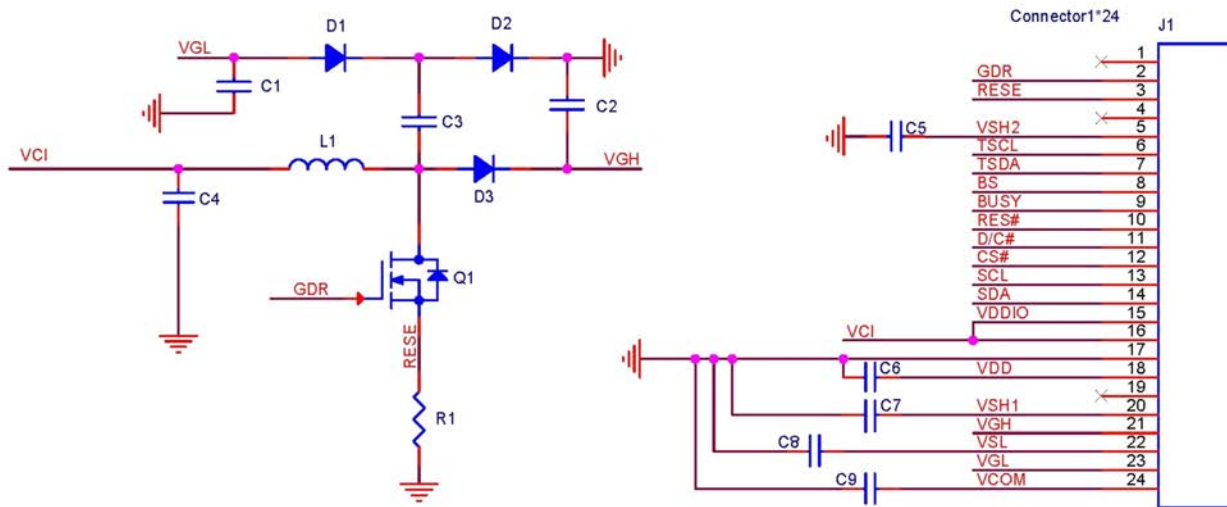 Connector1*24
J1
D1
D2
VGL
C1
C2
C3
VCI
L1
VGH
D3
C4
Q1
GDR
RESE
R1
1
GDR 2
RESE 3
4
C5 VSH2 5
TSCL 6
TSDA 7
BS 8
BUSY 9
RES# 10
D/C# 11
CS# 12
SCL 13
SDA 14
VDDIO 15
VCI 16
17
C6 VDD 18
19
C7 VSH1 20
VGH 21
C8 VSL 22
VGL 23
C9 VCOM 24